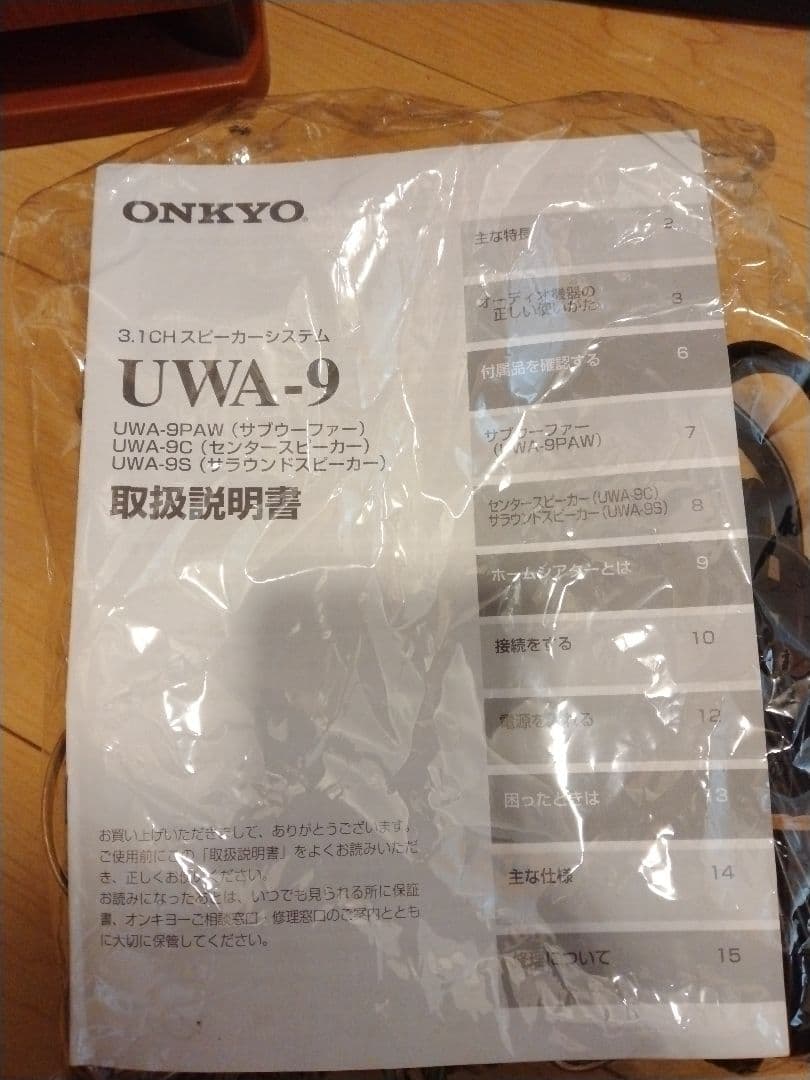 ONKYO
3.1CH スピーカーシステム
UWA-9
UWA-9PAW（サブウーファー）
UWA-9C（センタースピーカー）
UWA-9S（サラウンドスピーカー）
取扱説明書
お買い上げいただきまして、ありがとうございます。
ご使用前にこの「取扱説明書」をよくお読みいただ
き、正しくお使いください。
お読みになったあとは、いつでも見られる所に保証
書、オンキヨーご相談窓口・修理窓口のご案内ととも
に大切に保管してください。
主な特長 2
オーディオ機器の
正しい使いかた 3
付属品を確認する 6
サブウーファー
（UWA-9PAW） 7
センタースピーカー（UWA-9C）
サラウンドスピーカー（UWA-9S） 8
ホームシアターとは 9
接続をする 10
電源を入れる 12
困ったときは 13
主な仕様 14
修理について 15